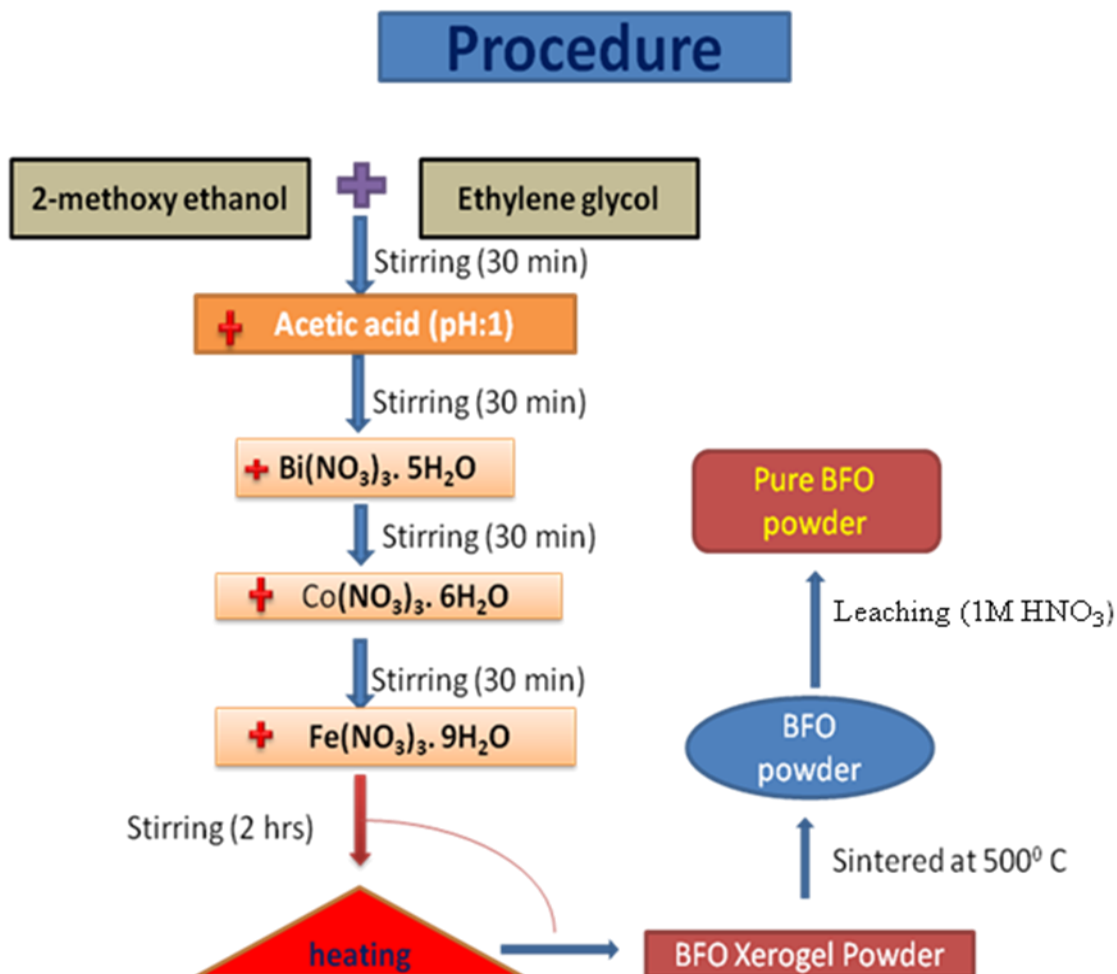 Procedure
2-methoxy ethanol
Ethylene glycol
Stirring (30 min)
Acetic acid (pH:1)
Stirring (30 min)
Bi(NO₃)₃. 5H₂O
Stirring (30 min)
Co(NO₃)₃. 6H₂O
Stirring (30 min)
Fe(NO₃)₃. 9H₂O
Stirring (2 hrs)
heating
BFO Xerogel Powder
Sintered at 500⁰ C
BFO
powder
Leaching (1M HNO₃)
Pure BFO
powder